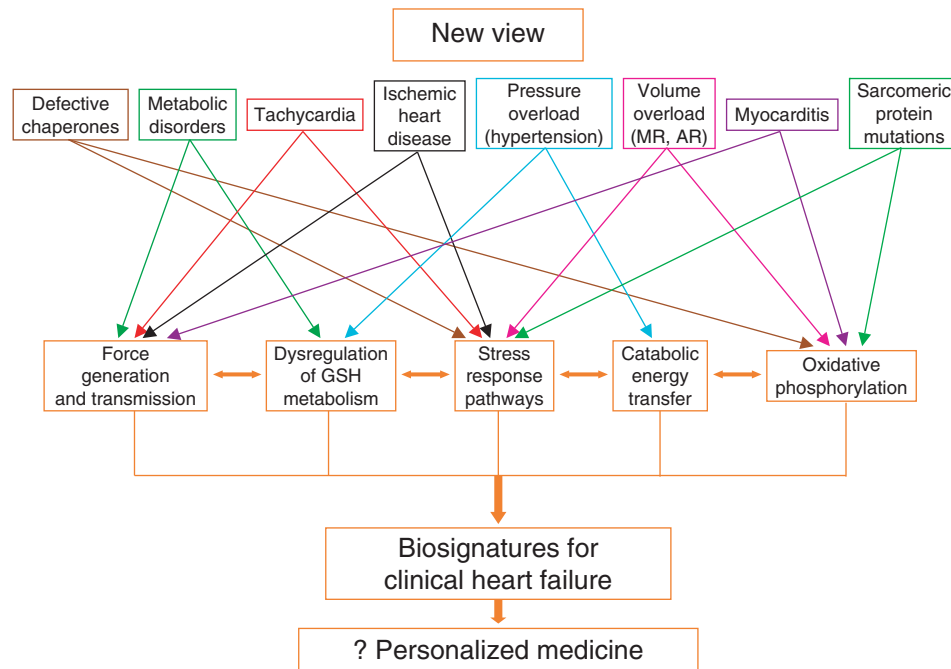 New view
Defective
chaperones
Metabolic
disorders
Tachycardia
Ischemic
heart
disease
Pressure
overload
(hypertension)
Volume
overload
(MR, AR)
Myocarditis
Sarcomeric
protein
mutations
Force
generation
and transmission
Dysregulation
of GSH
metabolism
Stress
response
pathways
Catabolic
energy
transfer
Oxidative
phosphorylation
Biosignatures for
clinical heart failure
? Personalized medicine